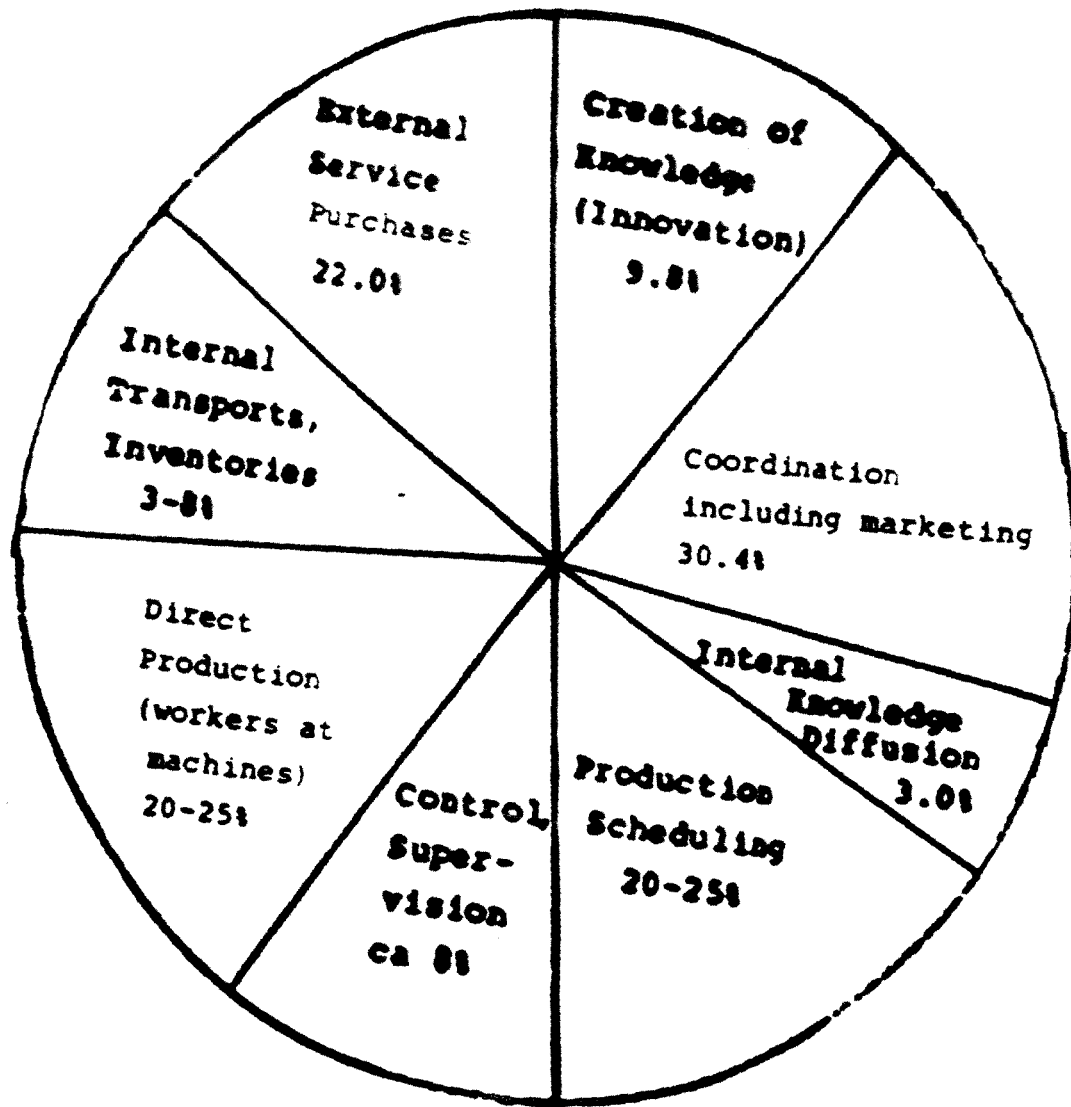 External
Service
Purchases
22.0%
Creation of
Knowledge
(Innovation)
9.8%
Internal
Transports,
Inventories
3-8%
Coordination
including marketing
30.4%
Direct
Production
(workers at
machines)
20-25%
Internal
Knowledge
Diffusion
3.0%
Control,
Super-
vision
ca 8%
Production
Scheduling
20-25%